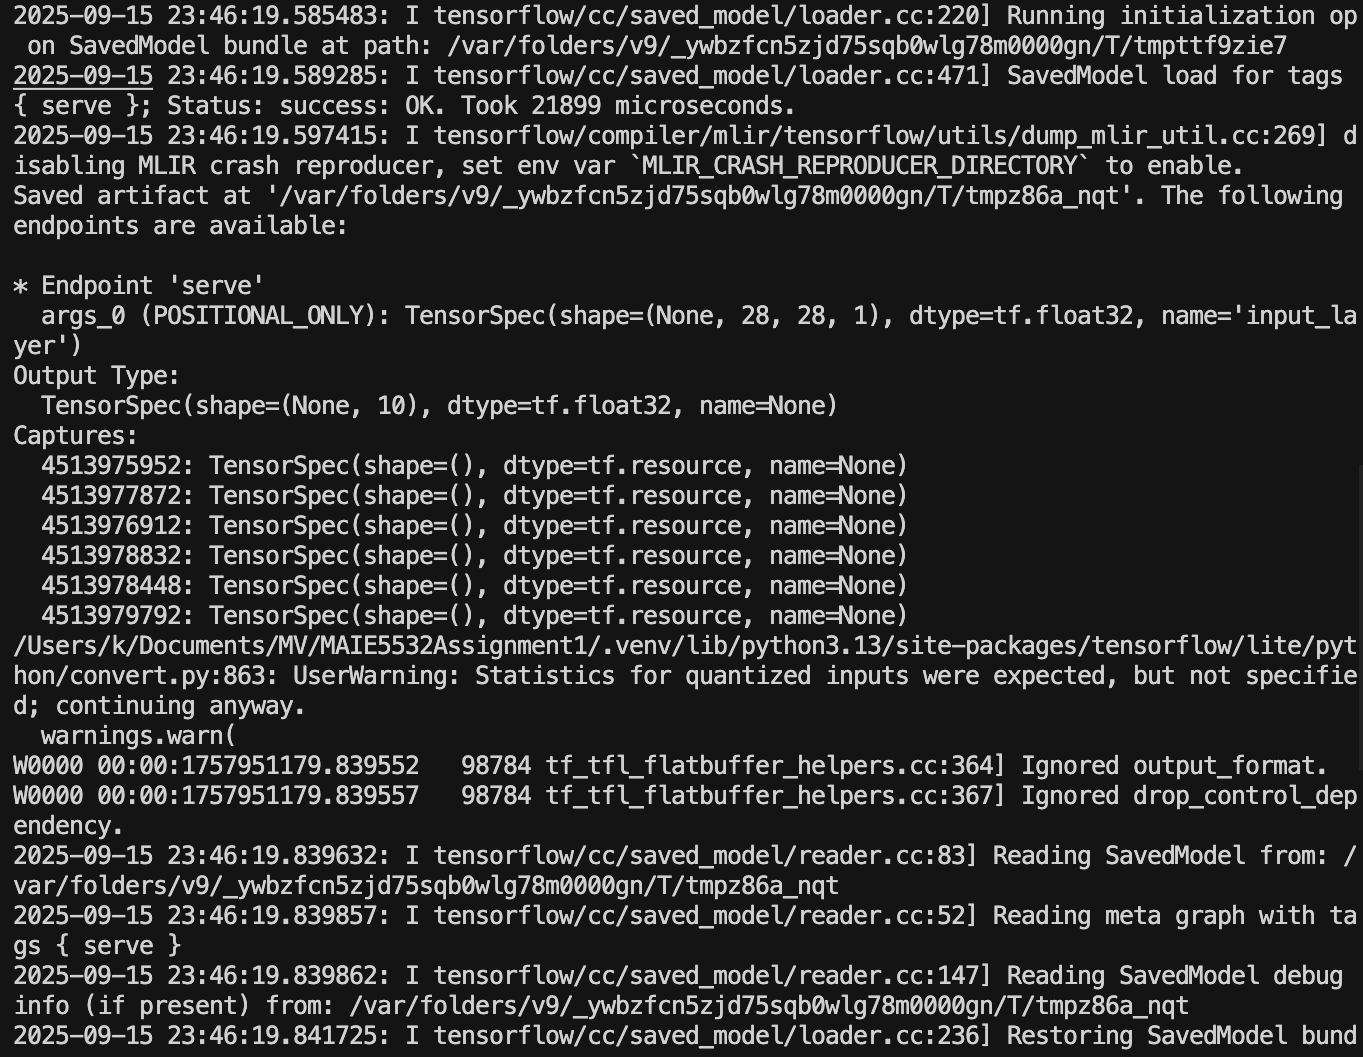 2025-09-15 23:46:19.585483: I tensorflow/cc/saved_model/loader.cc:220] Running initialization op
 on SavedModel bundle at path: /var/folders/v9/_ywbzfcn5zjd75sqb0wlg78m0000gn/T/tmpttf9zie7
2025-09-15 23:46:19.589285: I tensorflow/cc/saved_model/loader.cc:471] SavedModel load for tags
{ serve }; Status: success: OK. Took 21899 microseconds.
2025-09-15 23:46:19.597415: I tensorflow/compiler/mlir/tensorflow/utils/dump_mlir_util.cc:269] d
isabling MLIR crash reproducer, set env var `MLIR_CRASH_REPRODUCER_DIRECTORY` to enable.
Saved artifact at '/var/folders/v9/_ywbzfcn5zjd75sqb0wlg78m0000gn/T/tmpz86a_nqt'. The following
endpoints are available:

* Endpoint 'serve'
  args_0 (POSITIONAL_ONLY): TensorSpec(shape=(None, 28, 28, 1), dtype=tf.float32, name='input_la
yer')
Output Type:
  TensorSpec(shape=(None, 10), dtype=tf.float32, name=None)
Captures:
  4513975952: TensorSpec(shape=(), dtype=tf.resource, name=None)
  4513977872: TensorSpec(shape=(), dtype=tf.resource, name=None)
  4513976912: TensorSpec(shape=(), dtype=tf.resource, name=None)
  4513978832: TensorSpec(shape=(), dtype=tf.resource, name=None)
  4513978448: TensorSpec(shape=(), dtype=tf.resource, name=None)
  4513979792: TensorSpec(shape=(), dtype=tf.resource, name=None)
/Users/k/Documents/MV/MAIE5532Assignment1/.venv/lib/python3.13/site-packages/tensorflow/lite/pyt
hon/convert.py:863: UserWarning: Statistics for quantized inputs were expected, but not specifie
d; continuing anyway.
  warnings.warn(
W0000 00:00:1757951179.839552   98784 tf_tfl_flatbuffer_helpers.cc:364] Ignored output_format.
W0000 00:00:1757951179.839557   98784 tf_tfl_flatbuffer_helpers.cc:367] Ignored drop_control_dep
endency.
2025-09-15 23:46:19.839632: I tensorflow/cc/saved_model/reader.cc:83] Reading SavedModel from: /
var/folders/v9/_ywbzfcn5zjd75sqb0wlg78m0000gn/T/tmpz86a_nqt
2025-09-15 23:46:19.839857: I tensorflow/cc/saved_model/reader.cc:52] Reading meta graph with ta
gs { serve }
2025-09-15 23:46:19.839862: I tensorflow/cc/saved_model/reader.cc:147] Reading SavedModel debug
info (if present) from: /var/folders/v9/_ywbzfcn5zjd75sqb0wlg78m0000gn/T/tmpz86a_nqt
2025-09-15 23:46:19.841725: I tensorflow/cc/saved_model/loader.cc:236] Restoring SavedModel bund